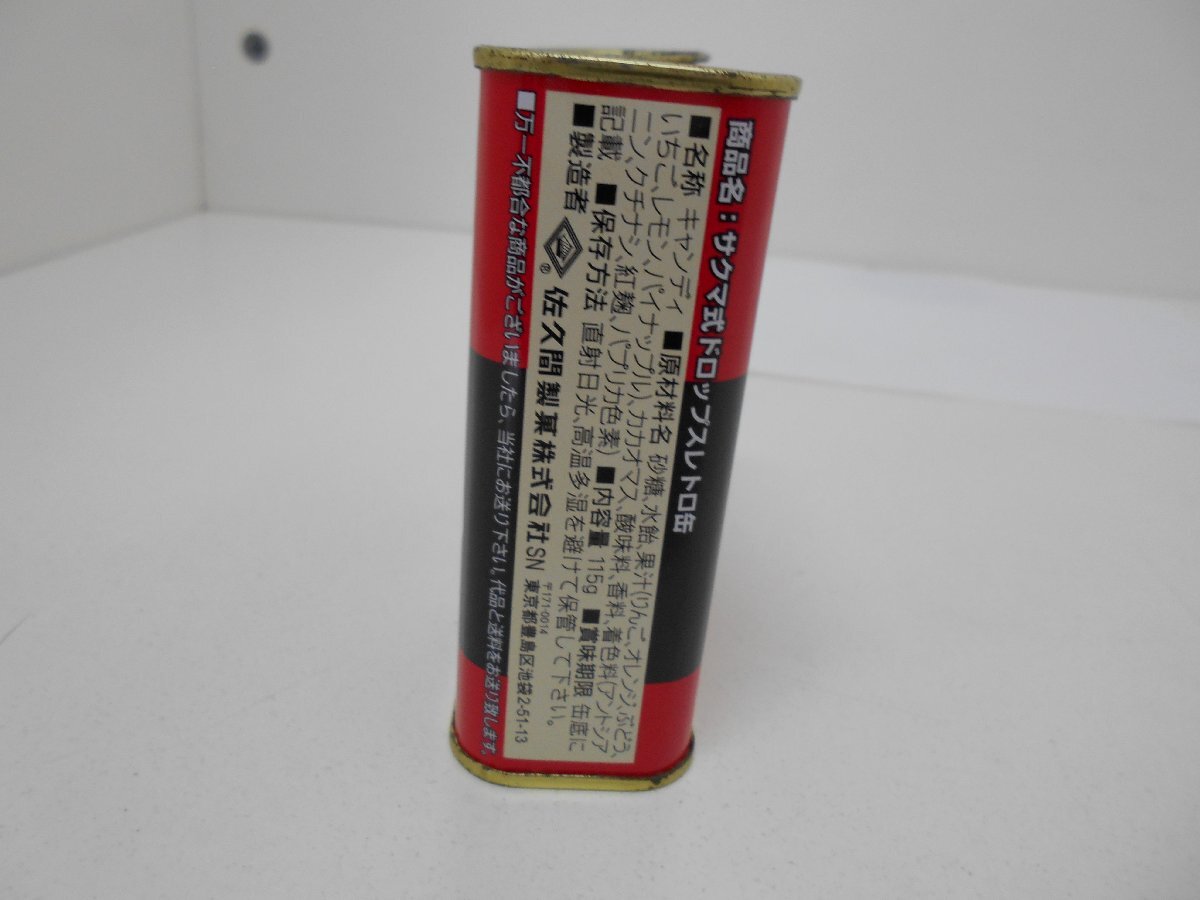 商品名：サクマ式ドロップスレトロ缶
■名称 キャンディ ■原材料名 砂糖、水飴、果汁(りんご、オレンジ、ぶどう、
いちご、レモン、パイナップル)、カカオマス、酸味料、香料、着色料(アントシア
ニン、クチナシ、紅麹、パプリカ色素) ■内容量 115g ■賞味期限 缶底に
記載 ■保存方法 直射日光、高温多湿を避けて保管して下さい。
■製造者 ® 佐久間製菓株式会社SN 〒171-0014 東京都豊島区池袋2-51-13
■万一不都合な商品がございましたら、当社にお送り下さい。代品と送料をお送り致します。